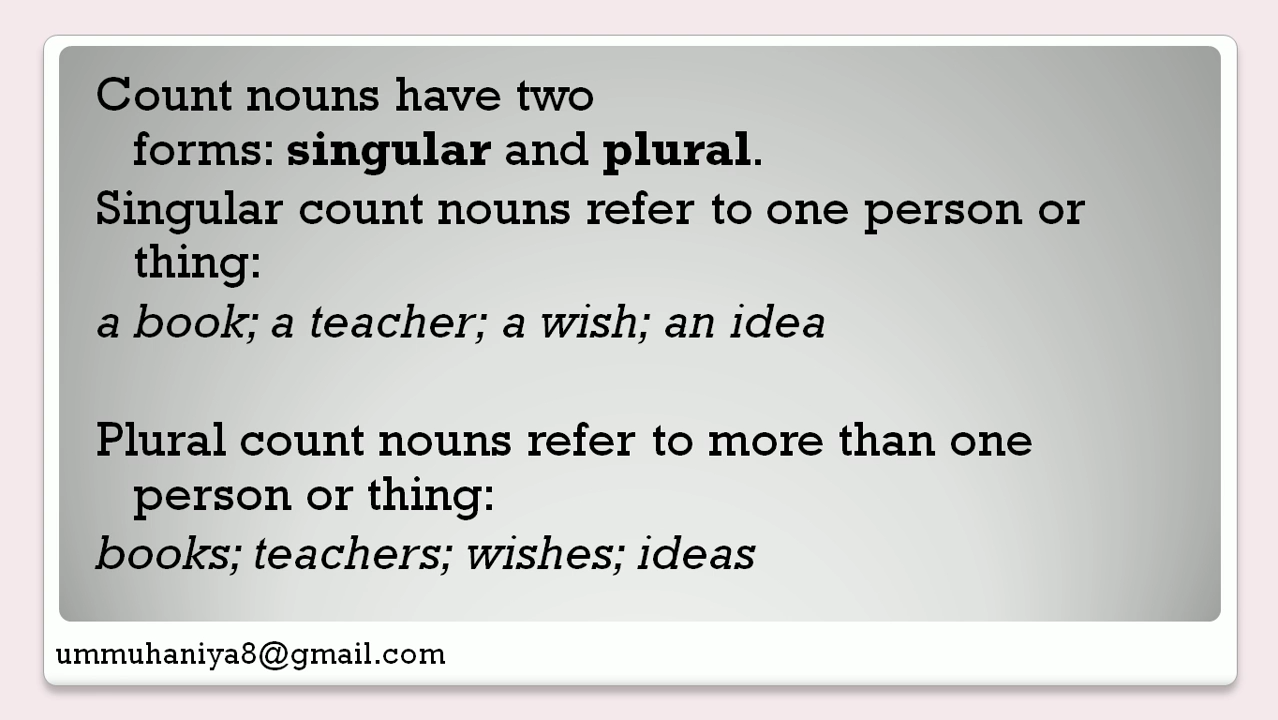 Count nouns have two
forms: singular and plural.
Singular count nouns refer to one person or
thing:
a book; a teacher; a wish; an idea
Plural count nouns refer to more than one
person or thing:
books; teachers; wishes; ideas
ummuhaniya8@gmail.com